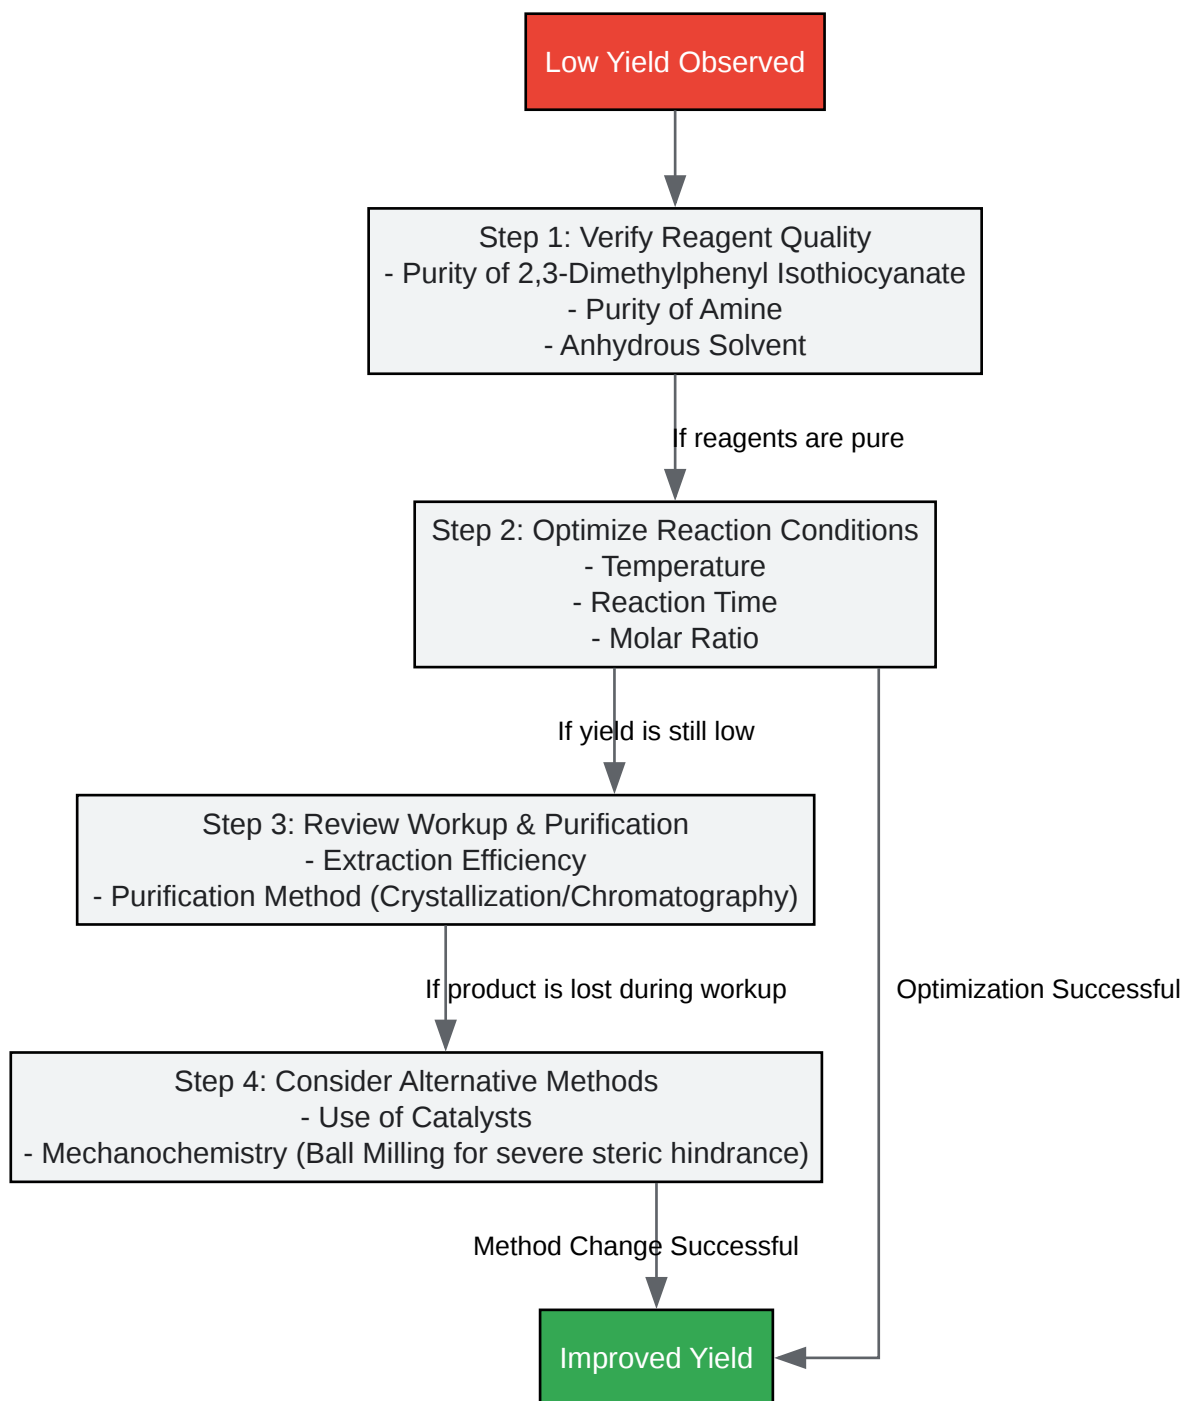 Low Yield Observed
Step 1: Verify Reagent Quality
- Purity of 2,3-Dimethylphenyl Isothiocyanate
- Purity of Amine
- Anhydrous Solvent
If reagents are pure
Step 2: Optimize Reaction Conditions
- Temperature
- Reaction Time
- Molar Ratio
If yield is still low
Step 3: Review Workup & Purification
- Extraction Efficiency
- Purification Method (Crystallization/Chromatography)
If product is lost during workup
Optimization Successful
Step 4: Consider Alternative Methods
- Use of Catalysts
- Mechanochemistry (Ball Milling for severe steric hindrance)
Method Change Successful
Improved Yield